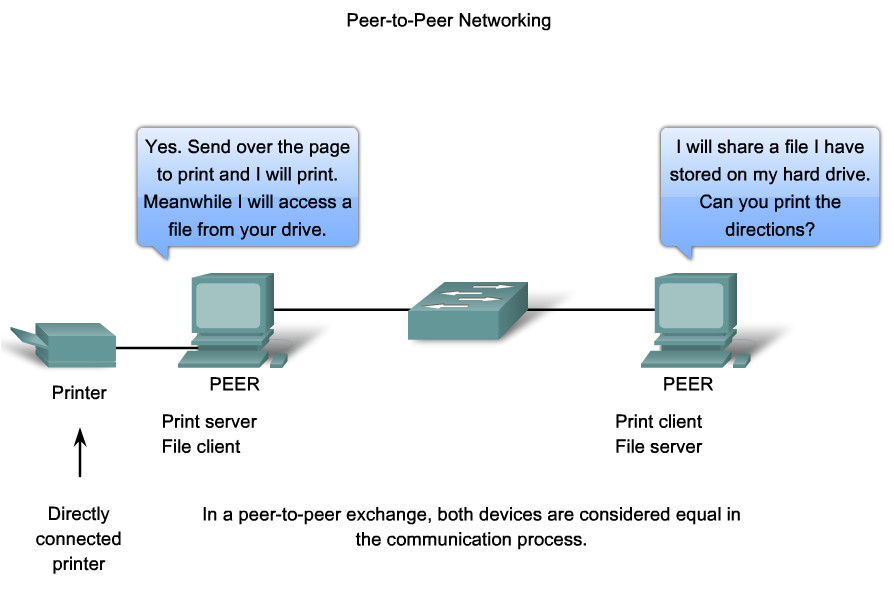 Peer-to-Peer Networking
Yes. Send over the page
to print and I will print.
Meanwhile I will access a
file from your drive.
I will share a file I have
stored on my hard drive.
Can you print the
directions?
Printer
PEER
Print server
File client
PEER
Print client
File server
Directly
connected
printer
In a peer-to-peer exchange, both devices are considered equal in
the communication process.